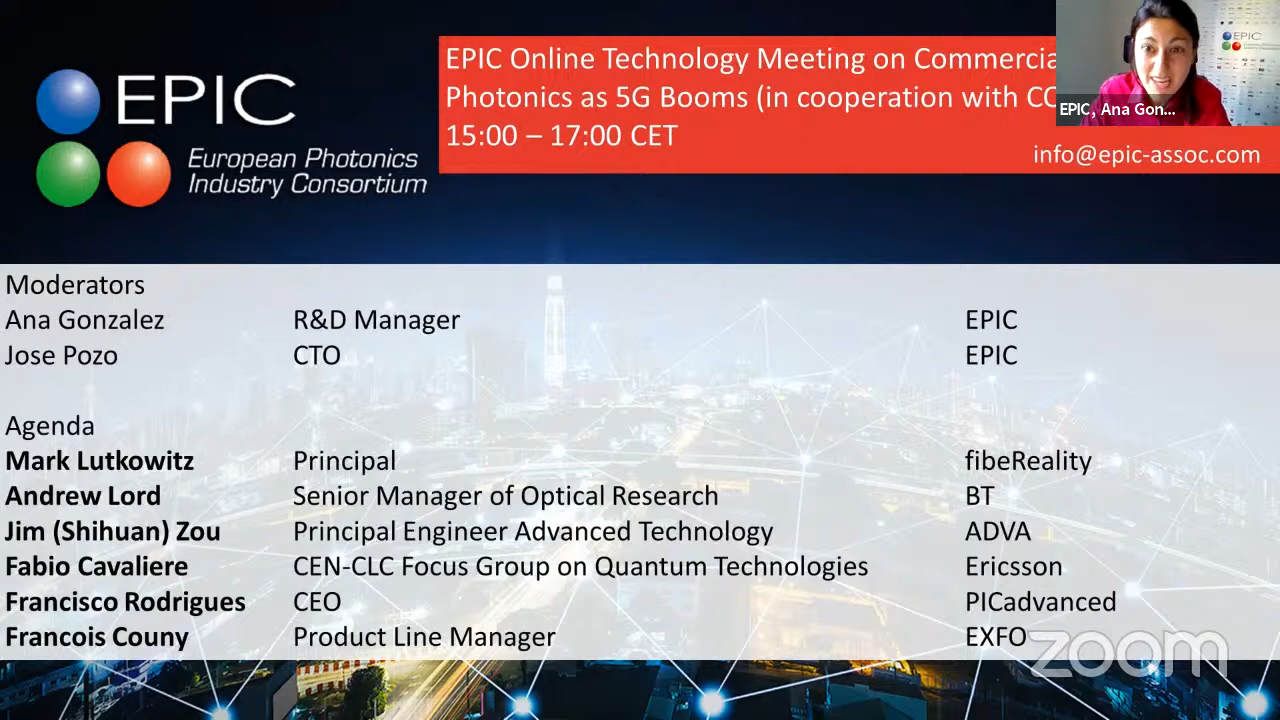 EPIC
European Photonics
Industry Consortium
EPIC Online Technology Meeting on Commercia
Photonics as 5G Booms (in cooperation with
15:00 – 17:00 CET
info@epic-assoc.com
EPIC
EPIC, Ana Gon...
Moderators
Ana Gonzalez R&D Manager EPIC
Jose Pozo CTO EPIC
Agenda
Mark Lutkowitz Principal fibeReality
Andrew Lord Senior Manager of Optical Research BT
Jim (Shihuan) Zou Principal Engineer Advanced Technology ADVA
Fabio Cavaliere CEN-CLC Focus Group on Quantum Technologies Ericsson
Francisco Rodrigues CEO PICadvanced
Francois Couny Product Line Manager EXFO
zoom